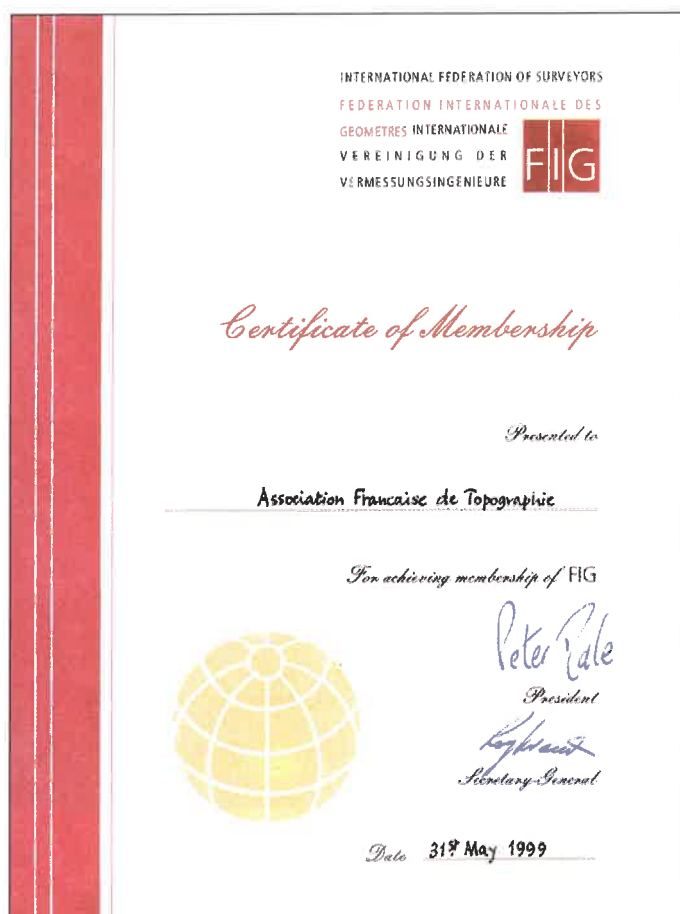 INTERNATIONAL FEDERATION OF SURVEYORS
FEDERATION INTERNATIONALE DES
GEOMETRES INTERNATIONALE
VEREINIGUNG DER
VERMESSUNGSINGENIEURE
FIG
Certificate of Membership
Presented to
Association Francaise de Topographie
For achieving membership of FIG
Peter
President
Secretary-General
Date 31st May 1999